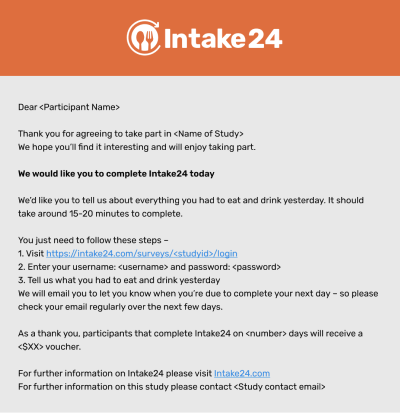 Intake24
Dear <Participant Name>
Thank you for agreeing to take part in <Name of Study>
We hope you'll find it interesting and will enjoy taking part.
We would like you to complete Intake24 today
We'd like you to tell us about everything you had to eat and drink yesterday. It should
take around 15-20 minutes to complete.
You just need to follow these steps –
1. Visit https://intake24.com/surveys/<studyid>/login
2. Enter your username: <username> and password: <password>
3. Tell us what you had to eat and drink yesterday
We will email you to let you know when you're due to complete your next day – so please
check your email regularly over the next few days.
As a thank you, participants that complete Intake24 on <number> days will receive a
<$XX> voucher.
For further information on Intake24 please visit Intake24.com
For further information on this study please contact <Study contact email>